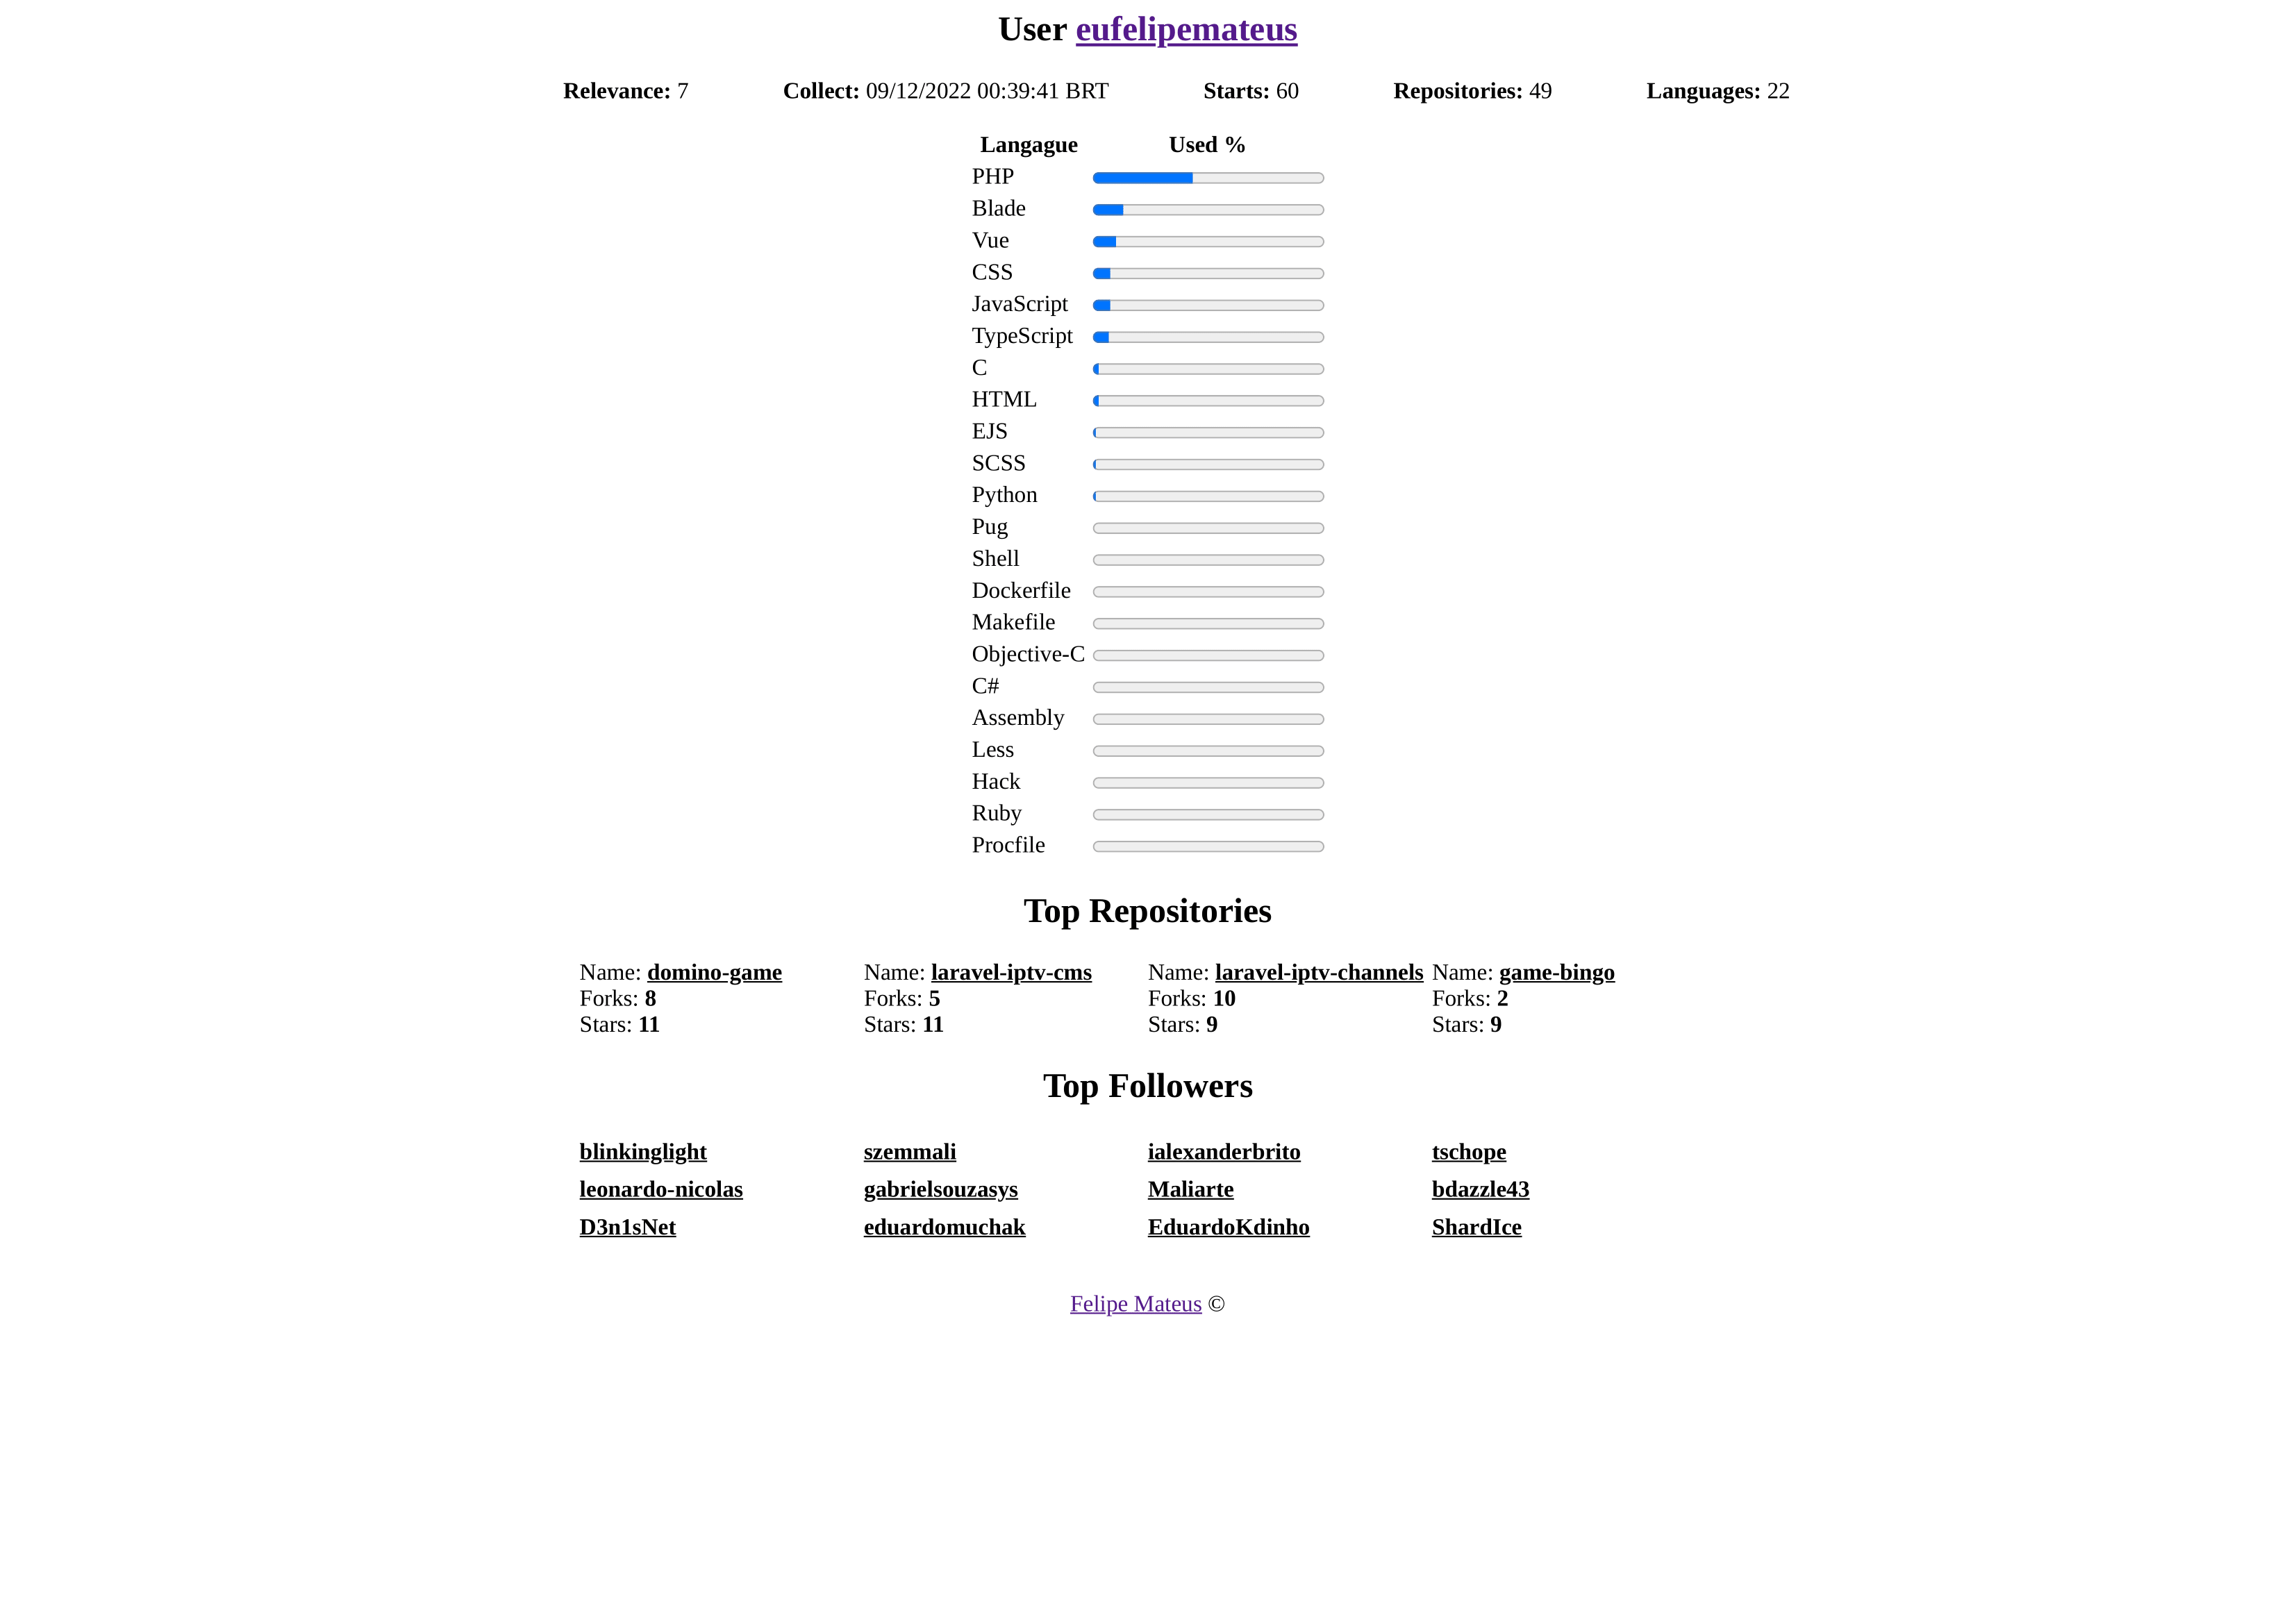 User eufelipemateus
Relevance: 7 Collect: 09/12/2022 00:39:41 BRT Starts: 60 Repositories: 49 Languages: 22
Langague Used %
PHP
Blade
Vue
CSS
JavaScript
TypeScript
C
HTML
EJS
SCSS
Python
Pug
Shell
Dockerfile
Makefile
Objective-C
C#
Assembly
Less
Hack
Ruby
Procfile
Top Repositories
Name: domino-game Name: laravel-iptv-cms Name: laravel-iptv-channels Name: game-bingo
Forks: 8 Forks: 5 Forks: 10 Forks: 2
Stars: 11 Stars: 11 Stars: 9 Stars: 9
Top Followers
blinkinglight szemmali ialexanderbrito tschope
leonardo-nicolas gabrielsouzasys Maliarte bdazzle43
D3n1sNet eduardomuchak EduardoKdinho ShardIce
Felipe Mateus ©